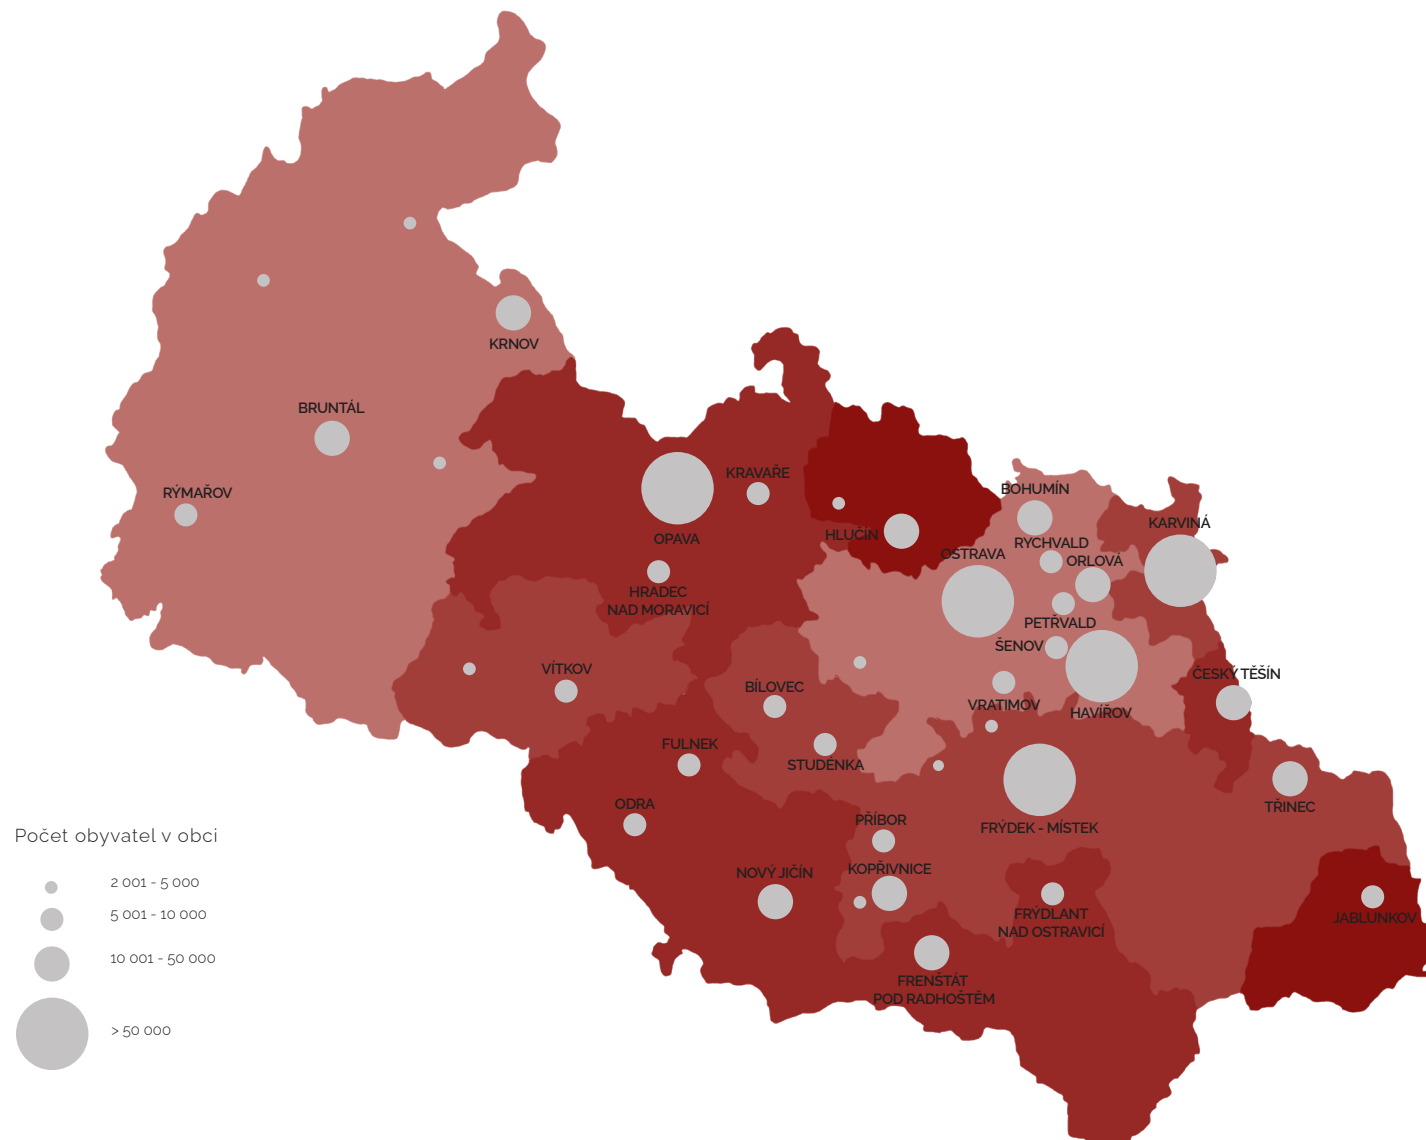 KRNOV
BRUNTÁL
RÝMAŘOV
KRAVAŘE
OPAVA
HLUČÍN
BOHUMÍN
KARVINÁ
RYCHVALD
OSTRAVA
ORLOVÁ
HRADEC
NAD MORAVICÍ
PETŘVALD
ŠENOV
VÍTKOV
ČESKÝ TĚŠÍN
BÍLOVEC
VRATIMOV
HAVÍŘOV
FULNEK
STUDÉNKA
ODRA
TŘINEC
PŘÍBOR
FRÝDEK - MÍSTEK
NOVÝ JIČÍN
KOPŘIVNICE
FRÝDLANT
NAD OSTRAVICÍ
JABLUNKOV
FRENŠTÁT
POD RADHOŠTĚM
Počet obyvatel v obci
2 001 - 5 000
5 001 - 10 000
10 001 - 50 000
> 50 000